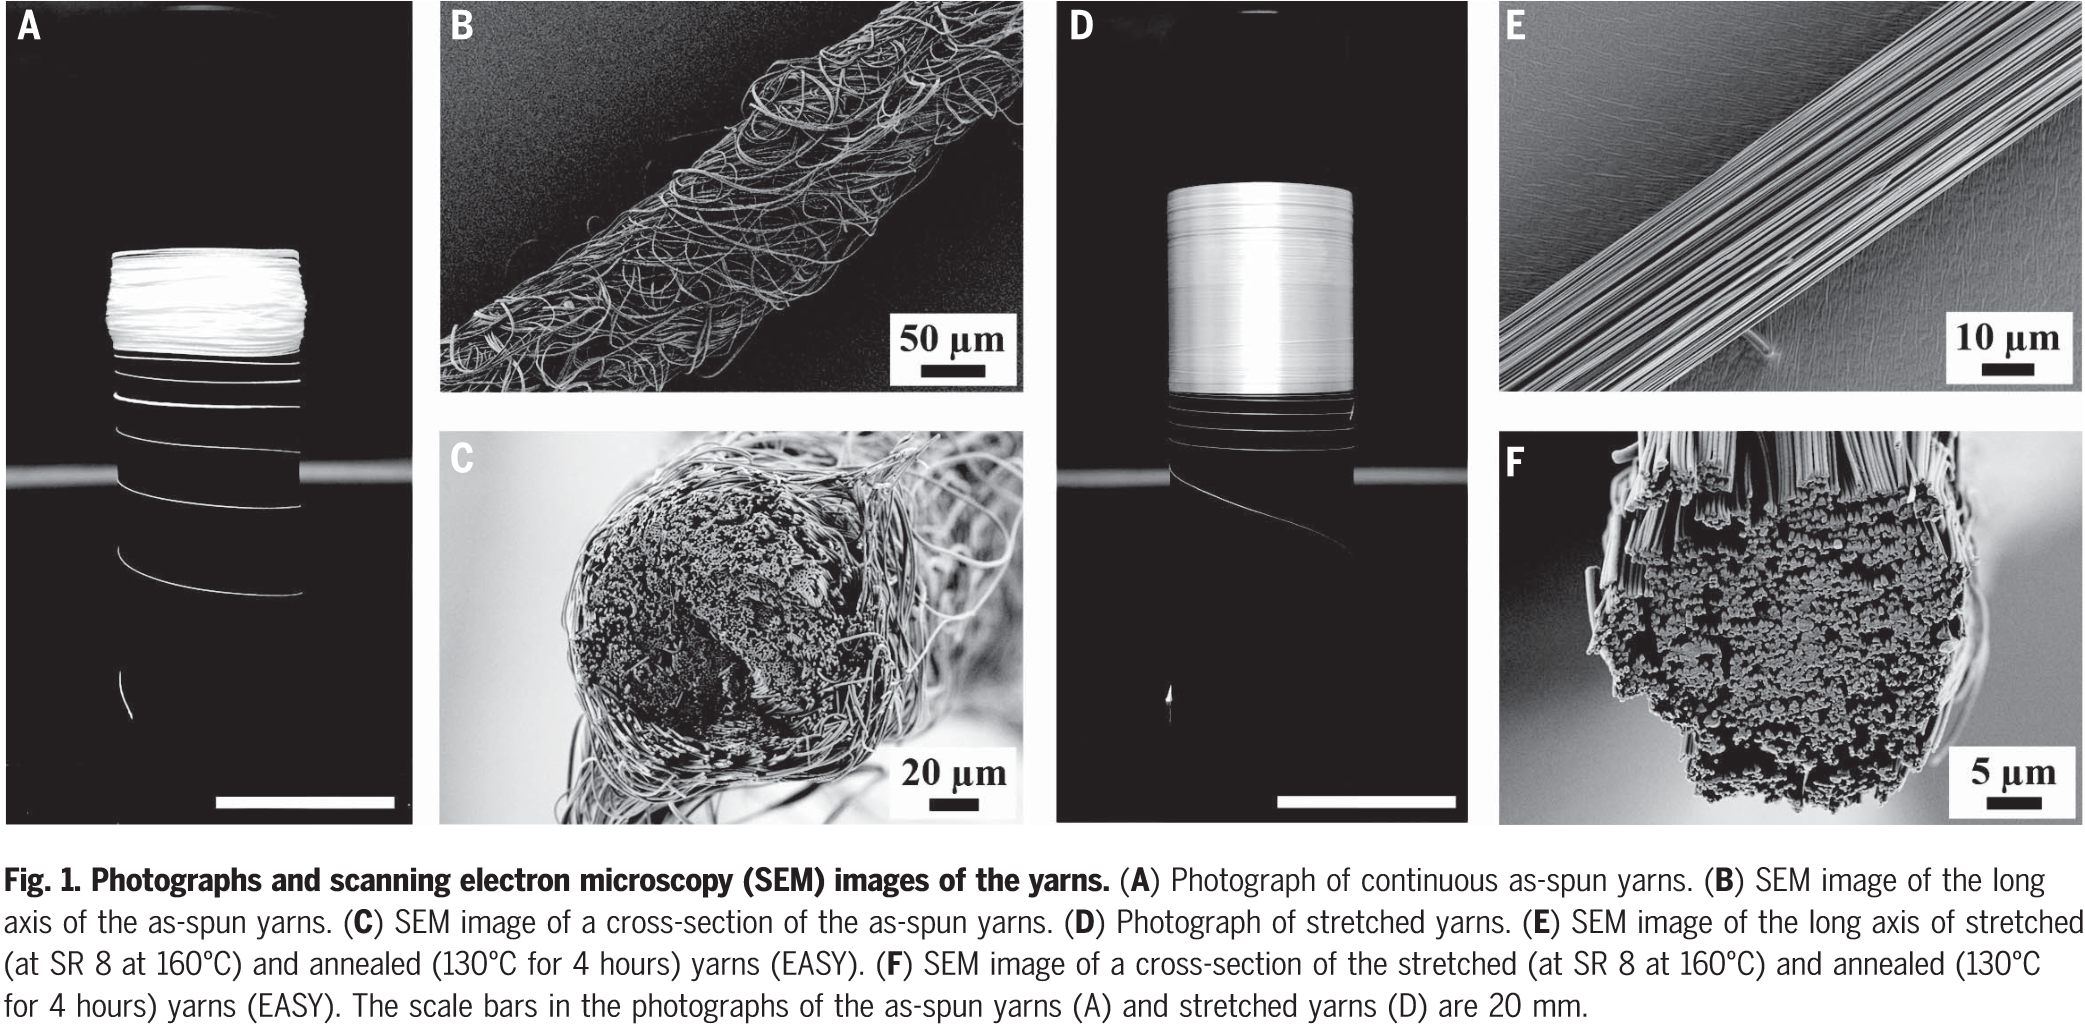 A
B
50 µm
C
20 µm
D
E
10 µm
F
5 µm
Fig. 1. Photographs and scanning electron microscopy (SEM) images of the yarns. (A) Photograph of continuous as-spun yarns. (B) SEM image of the long
axis of the as-spun yarns. (C) SEM image of a cross-section of the as-spun yarns. (D) Photograph of stretched yarns. (E) SEM image of the long axis of stretched
(at SR 8 at 160°C) and annealed (130°C for 4 hours) yarns (EASY). (F) SEM image of a cross-section of the stretched (at SR 8 at 160°C) and annealed (130°C
for 4 hours) yarns (EASY). The scale bars in the photographs of the as-spun yarns (A) and stretched yarns (D) are 20 mm.